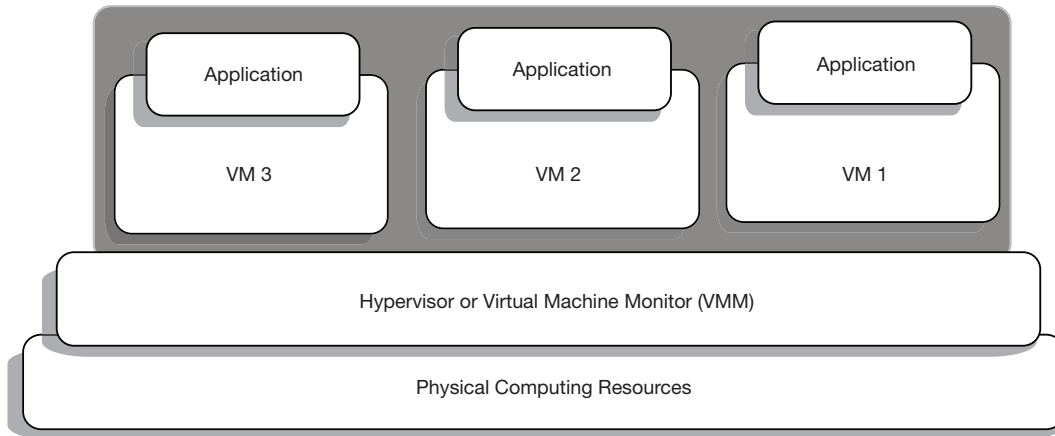 Application
Application
Application
VM 3
VM 2
VM 1
Hypervisor or Virtual Machine Monitor (VMM)
Physical Computing Resources